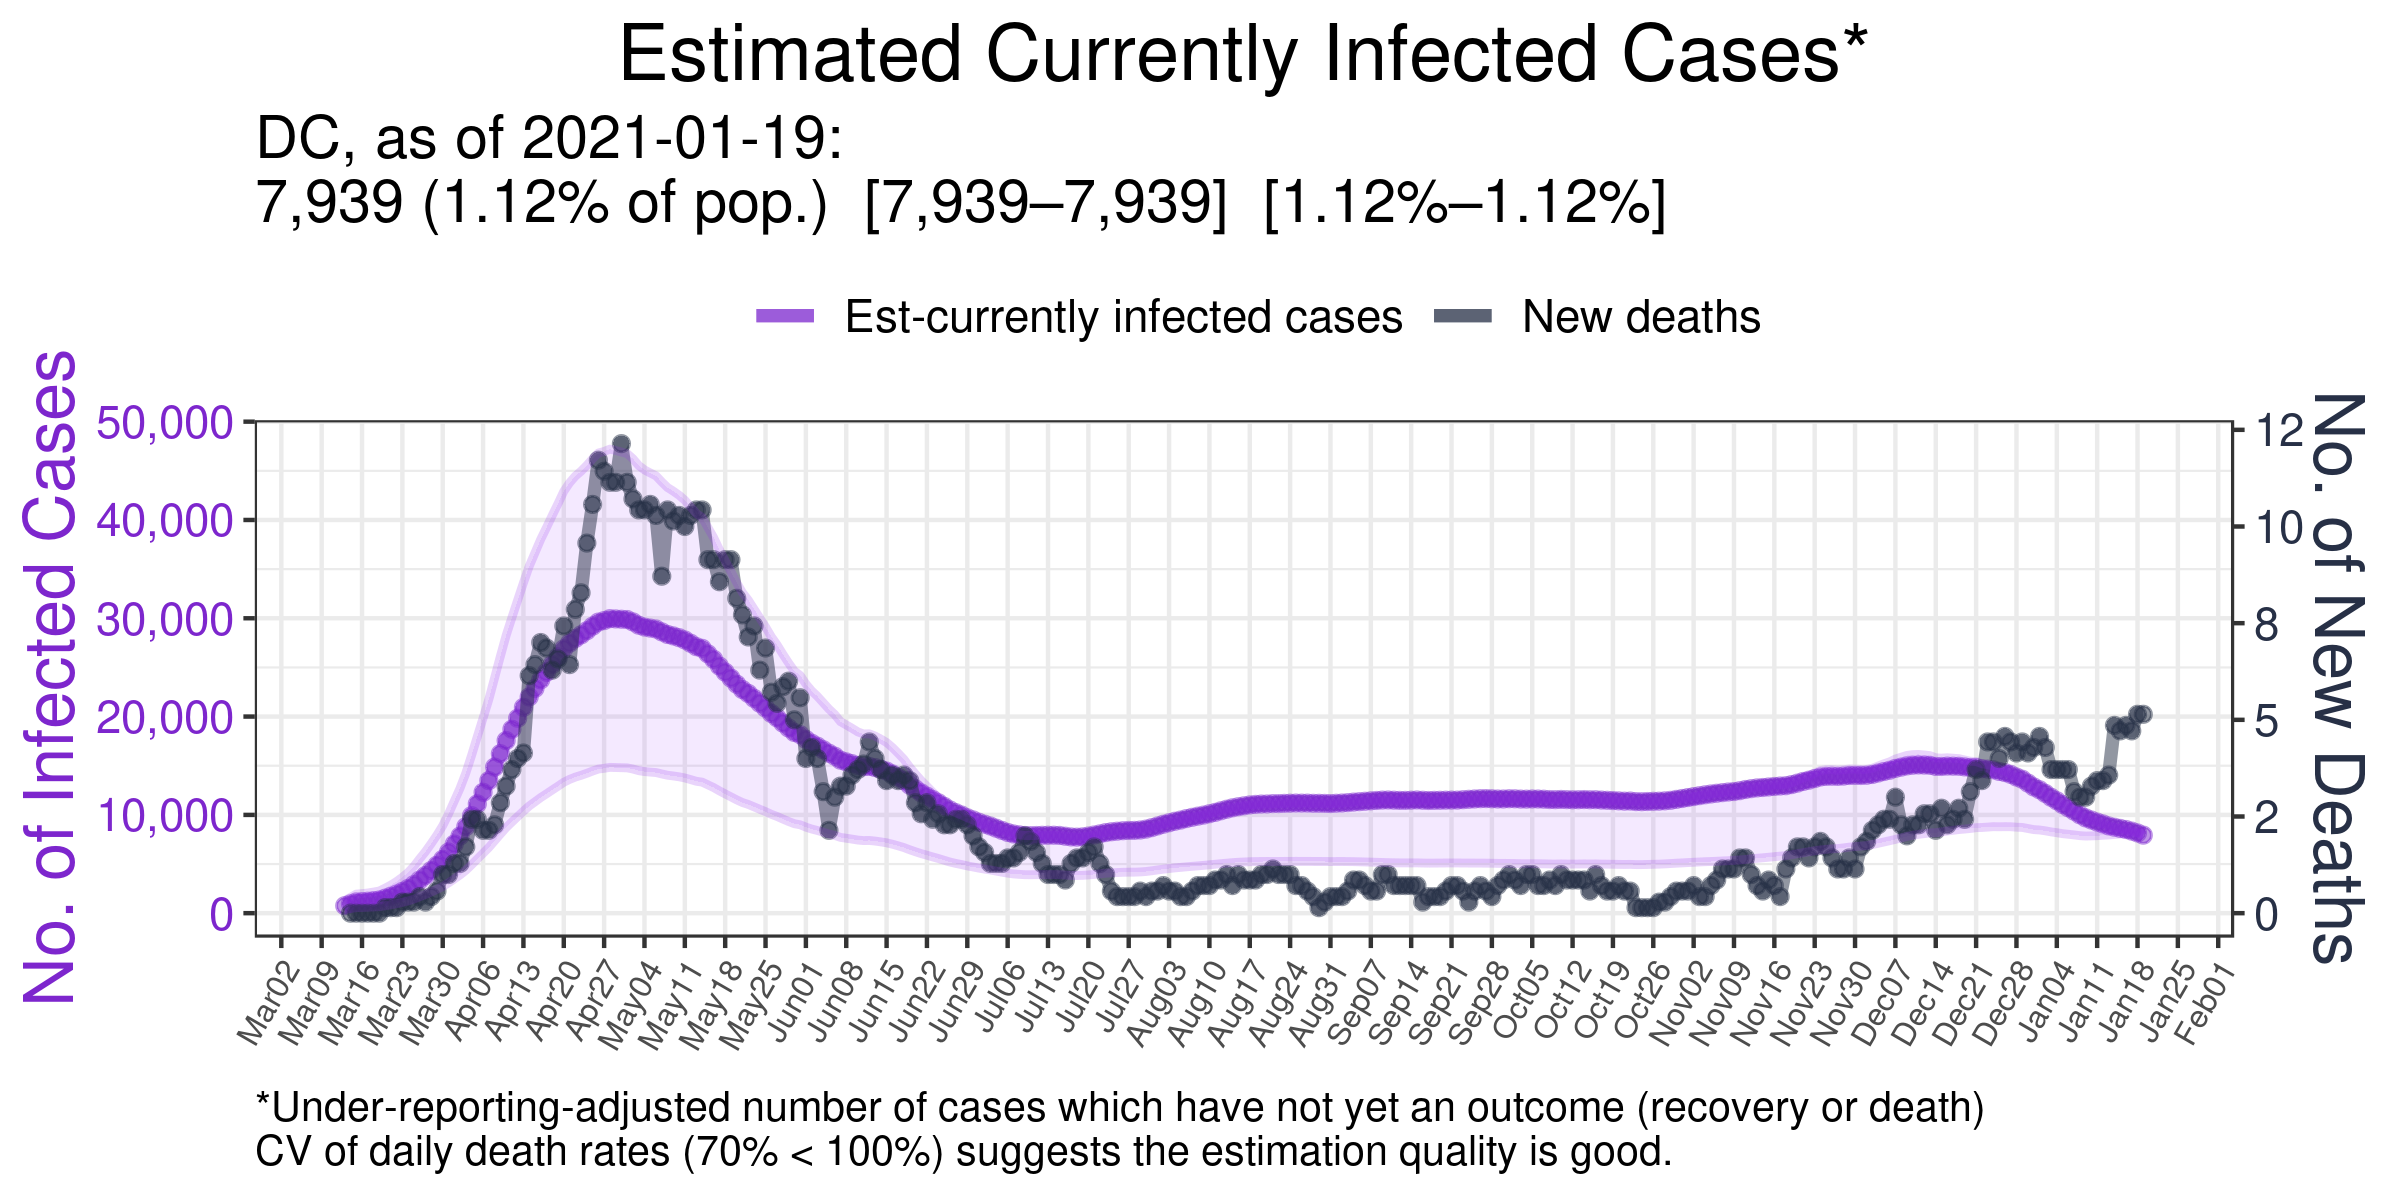 Estimated Currently Infected Cases*
DC, as of 2021-01-19:
7,939 (1.12% of pop.)  [7,939–7,939]  [1.12%–1.12%]
Est-currently infected cases
New deaths
No. of Infected Cases
50,000
40,000
30,000
20,000
10,000
0
12
10
8
5
2
0
No. of New Deaths
Mar02
Mar09
Mar16
Mar23
Mar30
Apr06
Apr13
Apr20
Apr27
May04
May11
May18
May25
Jun01
Jun08
Jun15
Jun22
Jun29
Jul06
Jul13
Jul20
Jul27
Aug03
Aug10
Aug17
Aug24
Aug31
Sep07
Sep14
Sep21
Sep28
Oct05
Oct12
Oct19
Oct26
Nov02
Nov09
Nov16
Nov23
Nov30
Dec07
Dec14
Dec21
Dec28
Jan04
Jan11
Jan18
Jan25
Feb01
*Under-reporting-adjusted number of cases which have not yet an outcome (recovery or death)
CV of daily death rates (70% < 100%) suggests the estimation quality is good.